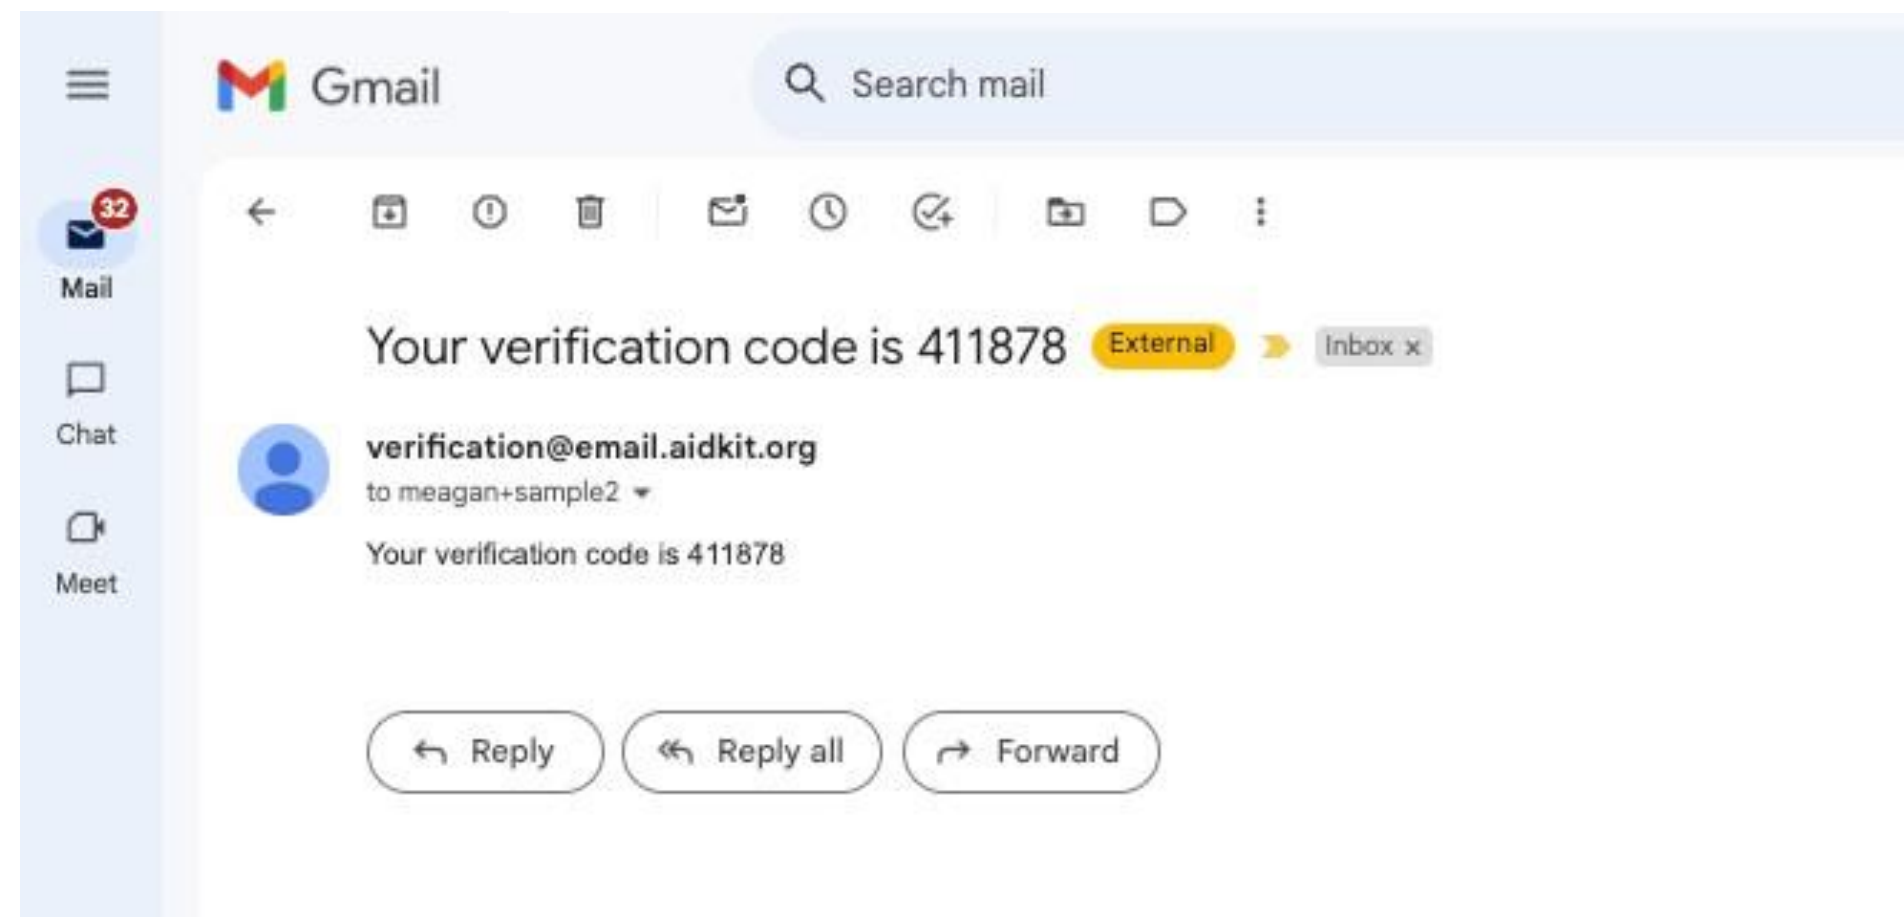 Gmail
Search mail
32
Mail
Chat
Meet
Your verification code is 411878 External Inbox x
verification@email.aidkit.org
to meagan+sample2
Your verification code is 411878
Reply Reply all Forward